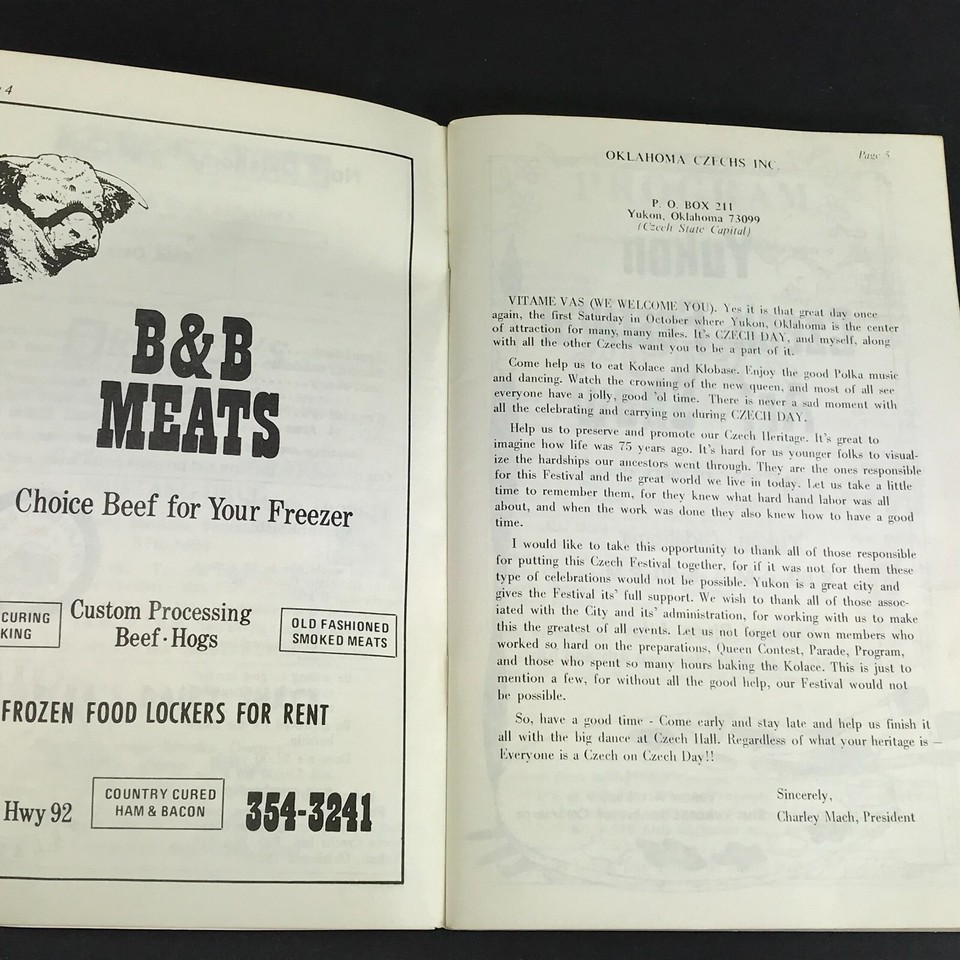 4
B&B
MEATS
Choice Beef for Your Freezer
CURING
KING
Custom Processing
Beef · Hogs
OLD FASHIONED
SMOKED MEATS
FROZEN FOOD LOCKERS FOR RENT
Hwy 92
COUNTRY CURED
HAM & BACON
354-3241
Page 5
OKLAHOMA CZECHS INC.
P. O. BOX 211
Yukon, Oklahoma 73099
(Czech State Capital)
VITAME VAS (WE WELCOME YOU). Yes it is that great day once
again, the first Saturday in October where Yukon, Oklahoma is the center
of attraction for many, many miles. It's CZECH DAY, and myself, along
with all the other Czechs want you to be a part of it.
Come help us to eat Kolace and Klobase. Enjoy the good Polka music
and dancing. Watch the crowning of the new queen, and most of all see
everyone have a jolly, good 'ol time. There is never a sad moment with
all the celebrating and carrying on during CZECH DAY.
Help us to preserve and promote our Czech Heritage. It's great to
imagine how life was 75 years ago. It's hard for us younger folks to visual-
ize the hardships our ancestors went through. They are the ones responsible
for this Festival and the great world we live in today. Let us take a little
time to remember them, for they knew what hard hand labor was all
about, and when the work was done they also knew how to have a good
time.
I would like to take this opportunity to thank all of those responsible
for putting this Czech Festival together, for if it was not for them these
type of celebrations would not be possible. Yukon is a great city and
gives the Festival its' full support. We wish to thank all of those assoc-
iated with the City and its' administration, for working with us to make
this the greatest of all events. Let us not forget our own members who
worked so hard on the preparations, Queen Contest, Parade, Program,
and those who spent so many hours baking the Kolace. This is just to
mention a few, for without all the good help, our Festival would not
be possible.
So, have a good time - Come early and stay late and help us finish it
all with the big dance at Czech Hall. Regardless of what your heritage is —
Everyone is a Czech on Czech Day!!
Sincerely,
Charley Mach, President